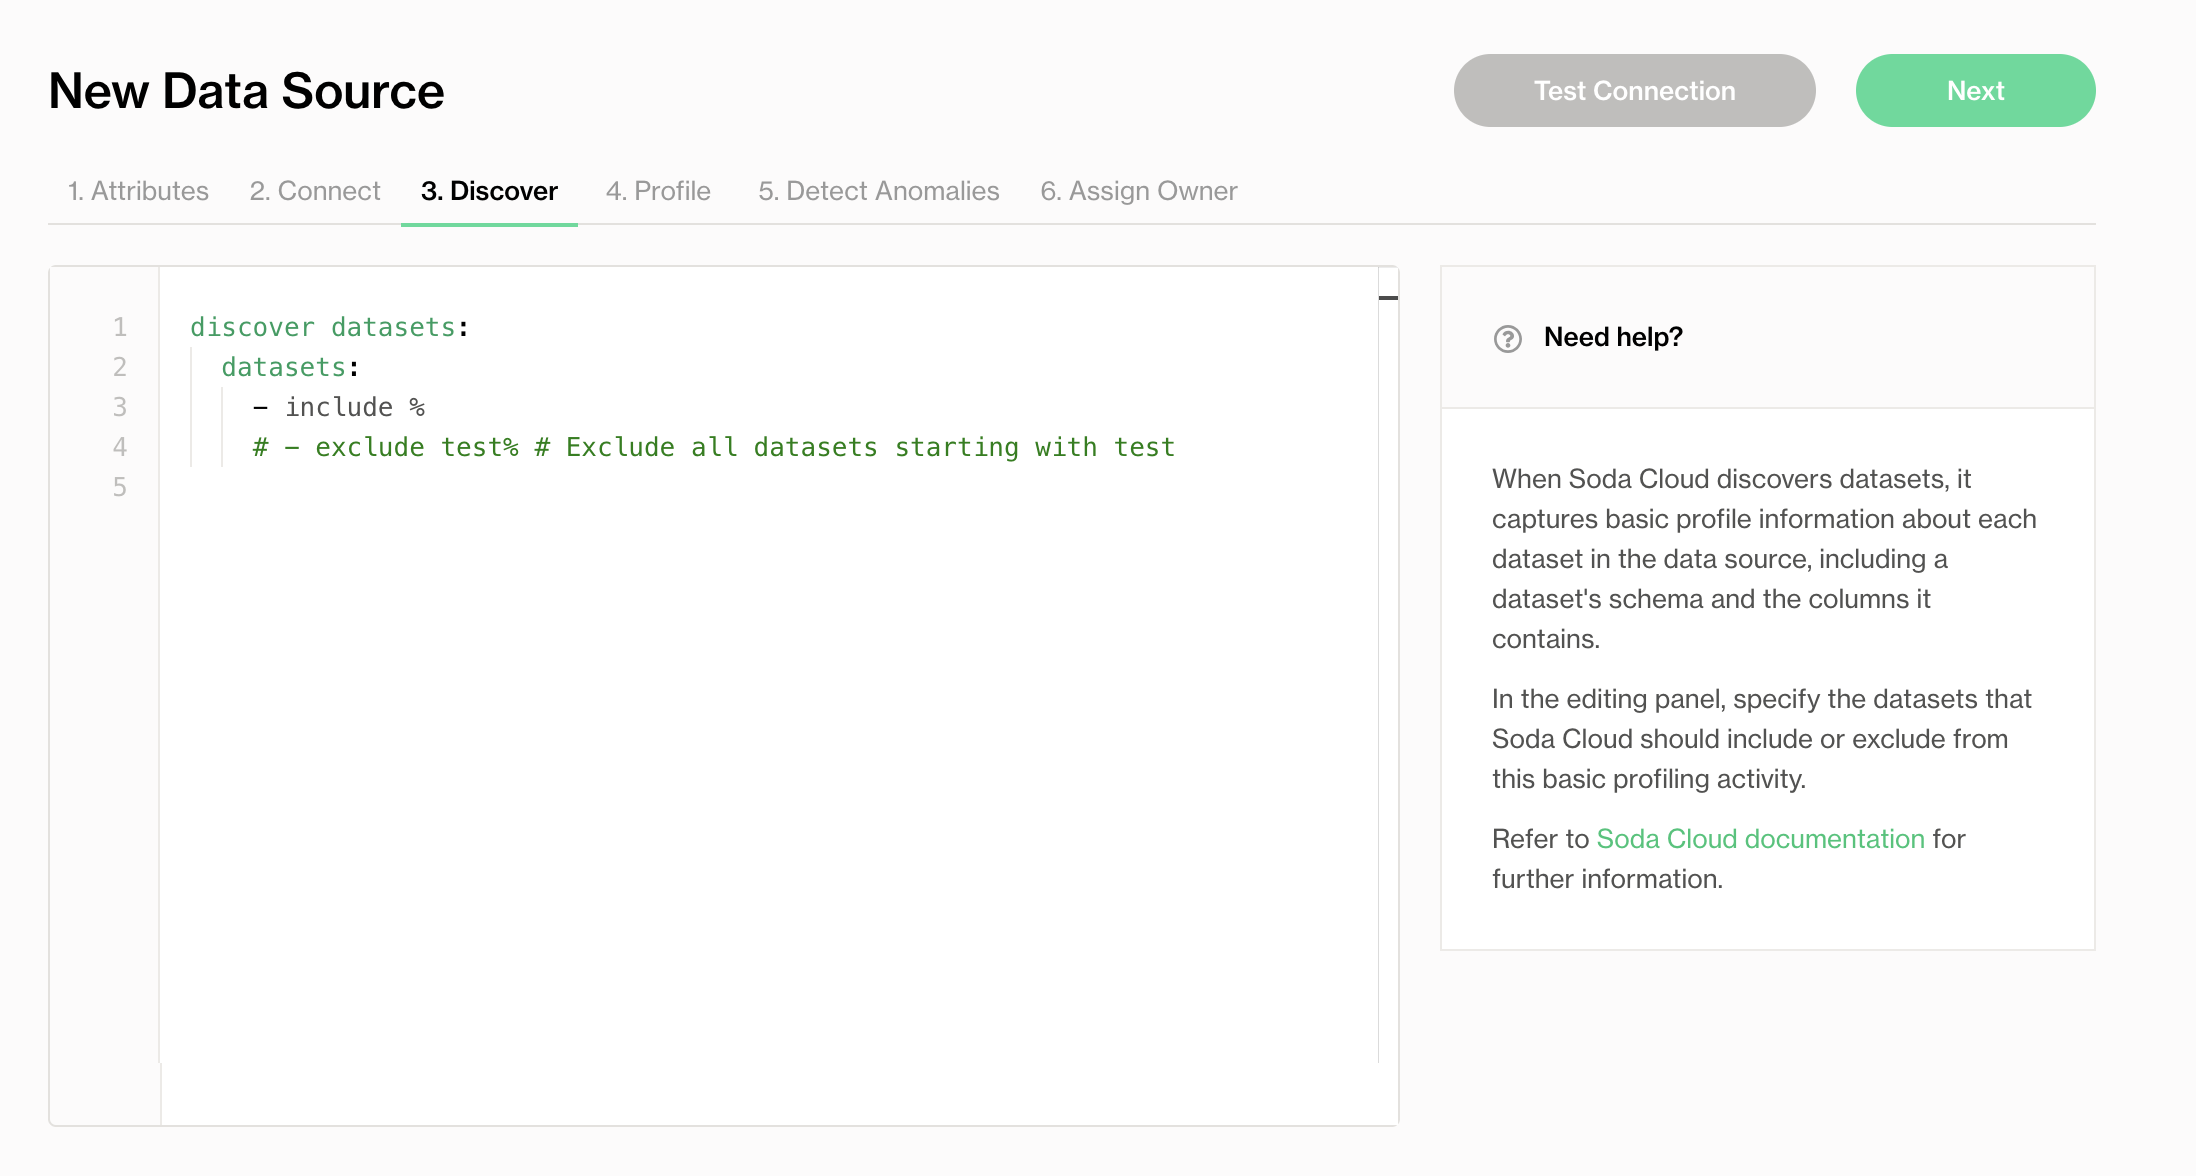 New Data Source
Test Connection
Next
1. Attributes
2. Connect
3. Discover
4. Profile
5. Detect Anomalies
6. Assign Owner
1 discover datasets:
2 datasets:
3 - include %
4 # - exclude test% # Exclude all datasets starting with test
5
Need help?
When Soda Cloud discovers datasets, it
captures basic profile information about each
dataset in the data source, including a
dataset's schema and the columns it
contains.
In the editing panel, specify the datasets that
Soda Cloud should include or exclude from
this basic profiling activity.
Refer to Soda Cloud documentation for
further information.